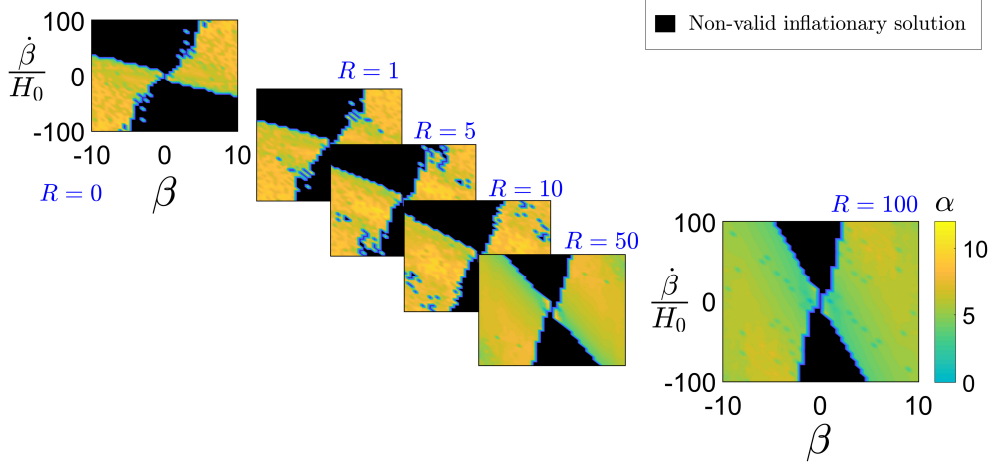 Non-valid inflationary solution
100
β̇
H₀
0
-100
-10 0 10
β
R = 0
R = 1
R = 5
R = 10
R = 50
R = 100
α
100
β̇
H₀
0
-100
-10 0 10
β
10
5
0